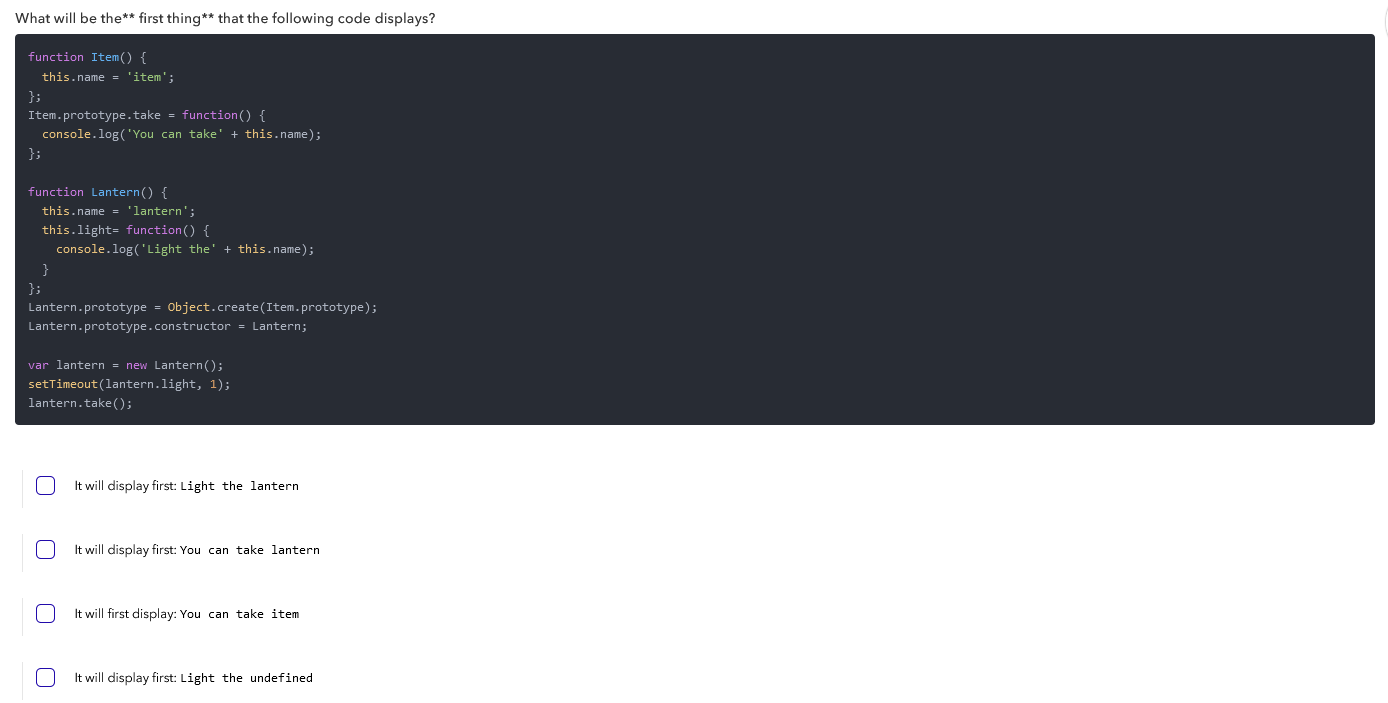 What will be the** first thing** that the following code displays?
function Item() {
  this.name = 'item';
};
Item.prototype.take = function() {
  console.log('You can take' + this.name);
};

function Lantern() {
  this.name = 'lantern';
  this.light= function() {
    console.log('Light the' + this.name);
  }
};
Lantern.prototype = Object.create(Item.prototype);
Lantern.prototype.constructor = Lantern;

var lantern = new Lantern();
setTimeout(lantern.light, 1);
lantern.take();
It will display first: Light the lantern
It will display first: You can take lantern
It will first display: You can take item
It will display first: Light the undefined